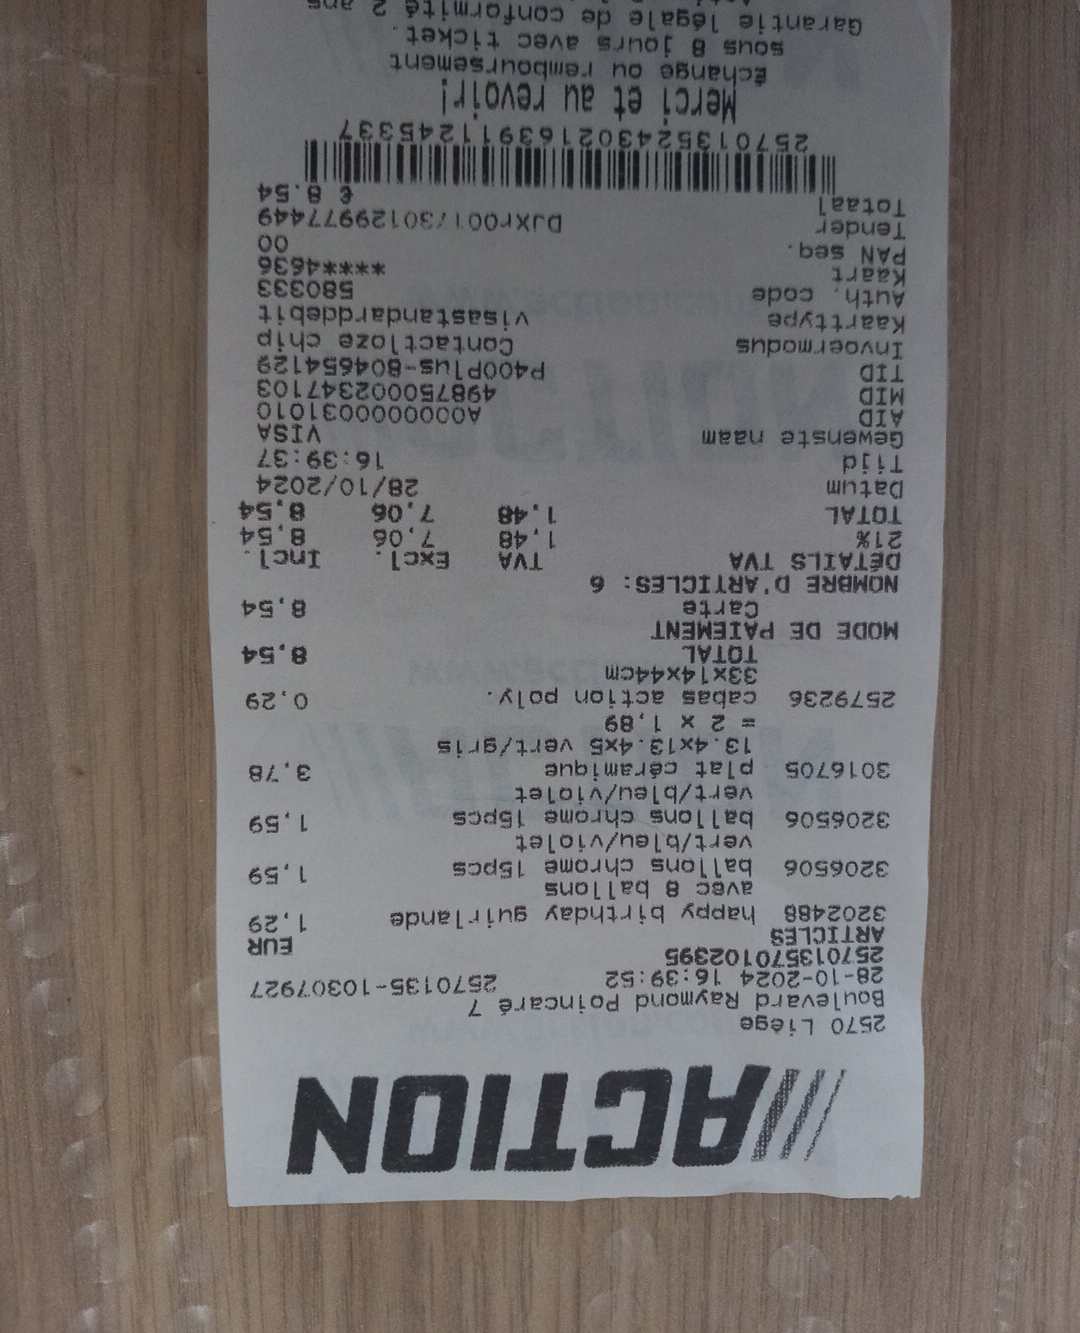 ///ACTION
2570 Liège
Boulevard Raymond Poincaré 7
28-10-2024 16:39:52 2570135-10307927
257013570102395
ARTICLES EUR
3202488 happy birthday guirlande 1,29
avec 8 ballons
3206506 ballons chrome 15pcs 1,59
vert/bleu/violet
3206506 ballons chrome 15pcs 1,59
vert/bleu/violet
3016705 plat céramique 3,78
13.4x13.4x5 vert/gris
= 2 x 1,89
2579236 cabas action poly. 0,29
33x14x44cm
TOTAL 8,54
MODE DE PAIEMENT
Carte 8,54
NOMBRE D'ARTICLES: 6
DÉTAILS TVA TVA Excl. Incl.
21% 1,48 7,06 8,54
TOTAL 1,48 7,06 8,54
Datum 28/10/2024
Tijd 16:39:37
Gewenste naam VISA
AID A0000000031010
MID 498750002347103
TID P400Plus-804654129
Invoermodus Contactloze chip
Kaarttype visastandarddebit
Auth. code 580333
Kaart ****4636
PAN seq. 00
Tender DJXr001730129977449
Totaal € 8.54
257013524302163911245337
Merci et au revoir!
Échange ou remboursement
sous 8 jours avec ticket.
Garantie légale de conformité 2 ans